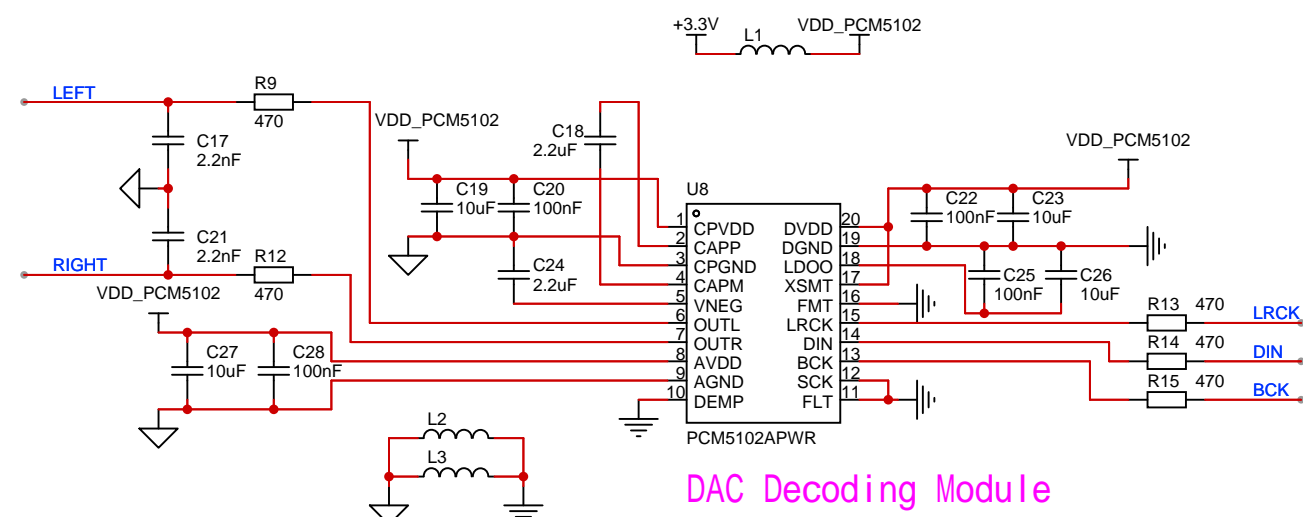 +3.3V
L1
VDD_PCM5102
LEFT
R9
470
C17
2.2nF
C21
2.2nF
RIGHT
R12
470
VDD_PCM5102
C18
2.2uF
C19
10uF
C20
100nF
C24
2.2uF
VDD_PCM5102
C27
10uF
C28
100nF
U8
1 CPVDD
2 CAPP
3 CPGND
4 CAPM
5 VNEG
6 OUTL
7 OUTR
8 AVDD
9 AGND
10 DEMP
DVDD 20
DGND 19
LDOO 18
XSMT 17
FMT 16
LRCK 15
DIN 14
BCK 13
SCK 12
FLT 11
PCM5102APWR
VDD_PCM5102
C22
100nF
C23
10uF
C25
100nF
C26
10uF
R13 470
LRCK
R14 470
DIN
R15 470
BCK
L2
L3
DAC Decoding Module